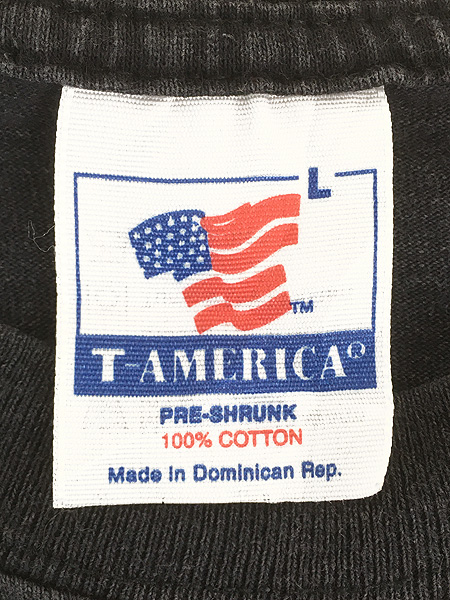 L
TM
T-AMERICA®
PRE-SHRUNK
100% COTTON
Made In Dominican Rep.